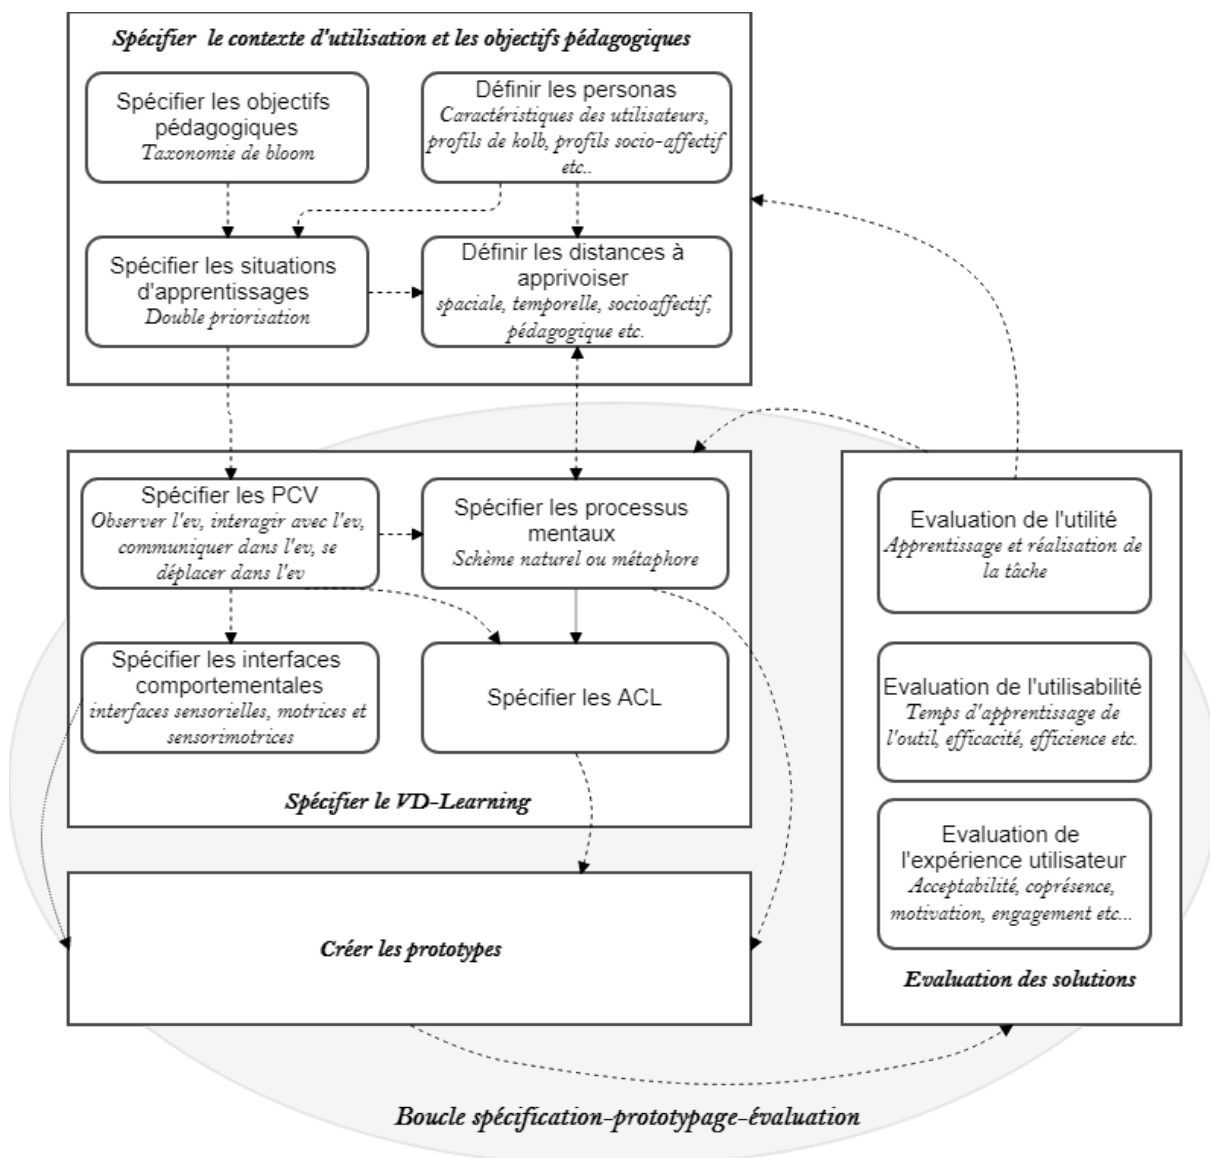 Spécifier le contexte d'utilisation et les objectifs pédagogiques
Spécifier les objectifs
pédagogiques
Taxonomie de bloom
Définir les personas
Caractéristiques des utilisateurs,
profils de kolb, profils socio-affectif
etc..
Spécifier les situations
d'apprentissages
Double priorisation
Définir les distances à
apprivoiser
spaciale, temporelle, socioaffectif,
pédagogique etc.
Spécifier les PCV
Observer l'ev, interagir avec l'ev,
communiquer dans l'ev, se
déplacer dans l'ev
Spécifier les processus
mentaux
Schème naturel ou métaphore
Spécifier les interfaces
comportementales
interfaces sensorielles, motrices et
sensorimotrices
Spécifier les ACL
Spécifier le VD-Learning
Créer les prototypes
Evaluation de l'utilité
Apprentissage et réalisation de
la tâche
Evaluation de l'utilisabilité
Temps d'apprentissage de
l'outil, efficacité, efficience etc.
Evaluation de
l'expérience utilisateur
Acceptabilité, coprésence,
motivation, engagement etc...
Evaluation des solutions
Boucle spécification-prototypage-évaluation